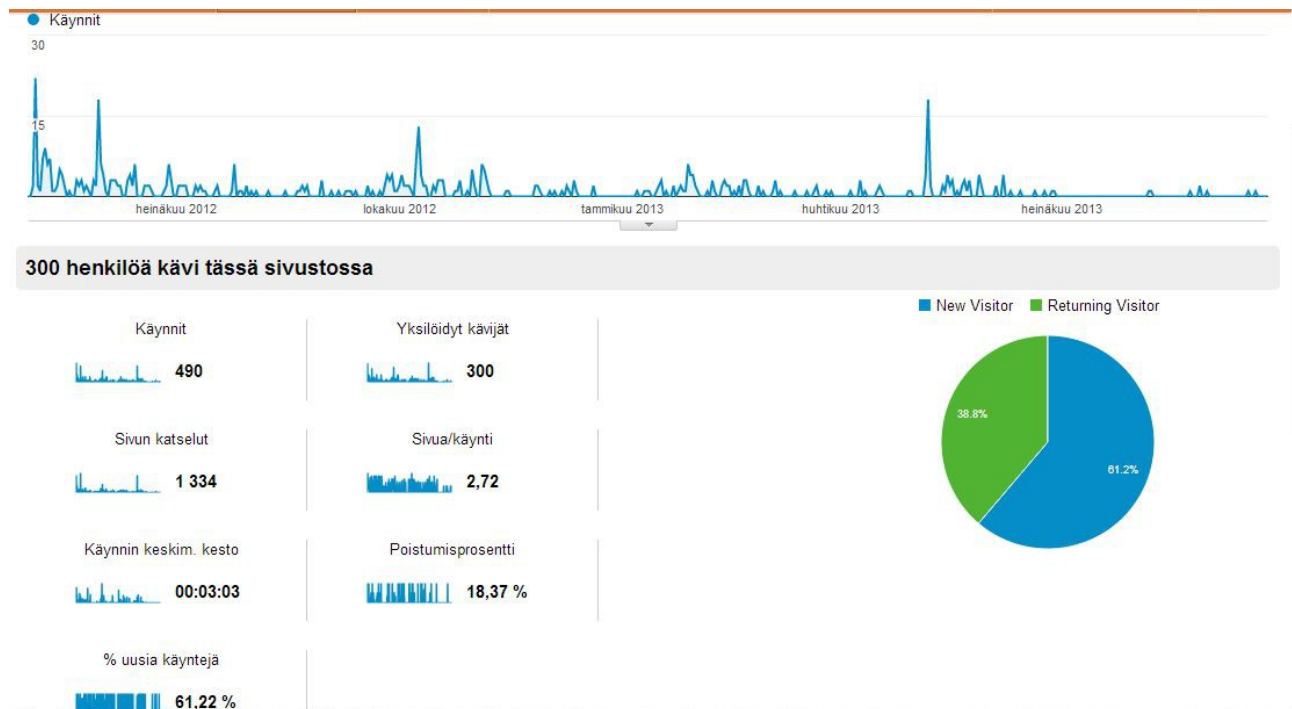 Käynnit
30
15
heinäkuu 2012 lokakuu 2012 tammikuu 2013 huhtikuu 2013 heinäkuu 2013
300 henkilöä kävi tässä sivustossa
New Visitor Returning Visitor
Käynnit Yksilöidyt kävijät
490 300
38.8%
Sivun katselut Sivua/käynti
61.2%
1 334 2,72
Käynnin keskim. kesto Poistumisprosentti
00:03:03 18,37 %
% uusia käyntejä
61,22 %